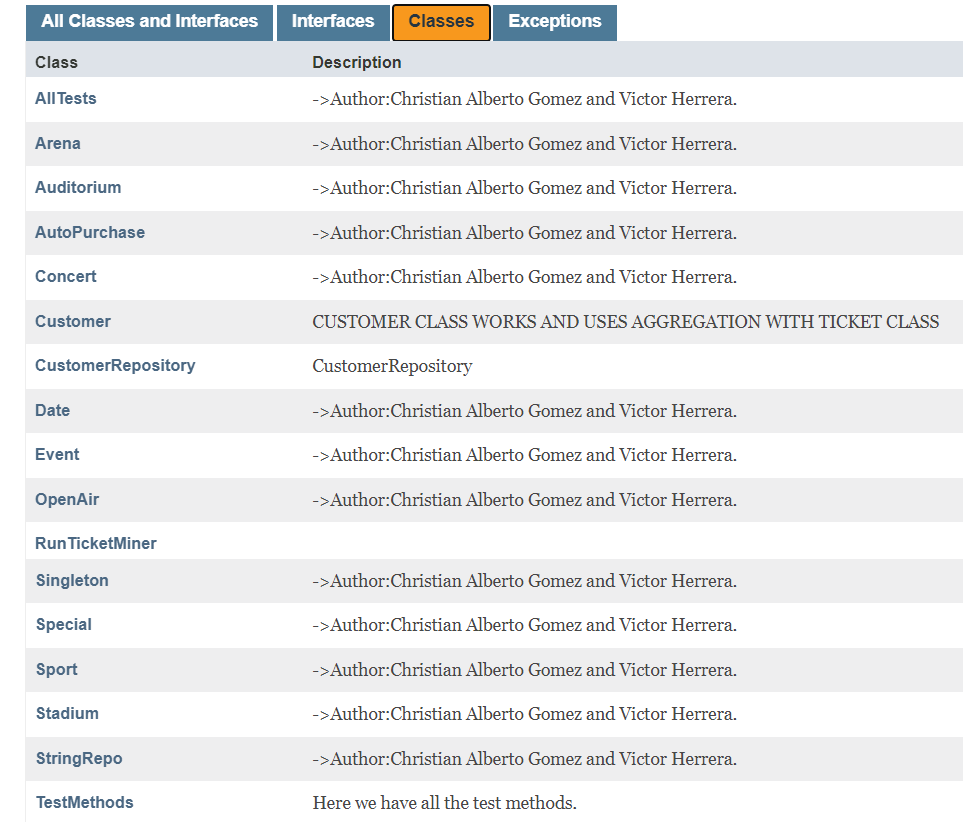 All Classes and Interfaces Interfaces Classes Exceptions
Class Description
AllTests ->Author:Christian Alberto Gomez and Victor Herrera.
Arena ->Author:Christian Alberto Gomez and Victor Herrera.
Auditorium ->Author:Christian Alberto Gomez and Victor Herrera.
AutoPurchase ->Author:Christian Alberto Gomez and Victor Herrera.
Concert ->Author:Christian Alberto Gomez and Victor Herrera.
Customer CUSTOMER CLASS WORKS AND USES AGGREGATION WITH TICKET CLASS
CustomerRepository CustomerRepository
Date ->Author:Christian Alberto Gomez and Victor Herrera.
Event ->Author:Christian Alberto Gomez and Victor Herrera.
OpenAir ->Author:Christian Alberto Gomez and Victor Herrera.
RunTicketMiner
Singleton ->Author:Christian Alberto Gomez and Victor Herrera.
Special ->Author:Christian Alberto Gomez and Victor Herrera.
Sport ->Author:Christian Alberto Gomez and Victor Herrera.
Stadium ->Author:Christian Alberto Gomez and Victor Herrera.
StringRepo ->Author:Christian Alberto Gomez and Victor Herrera.
TestMethods Here we have all the test methods.